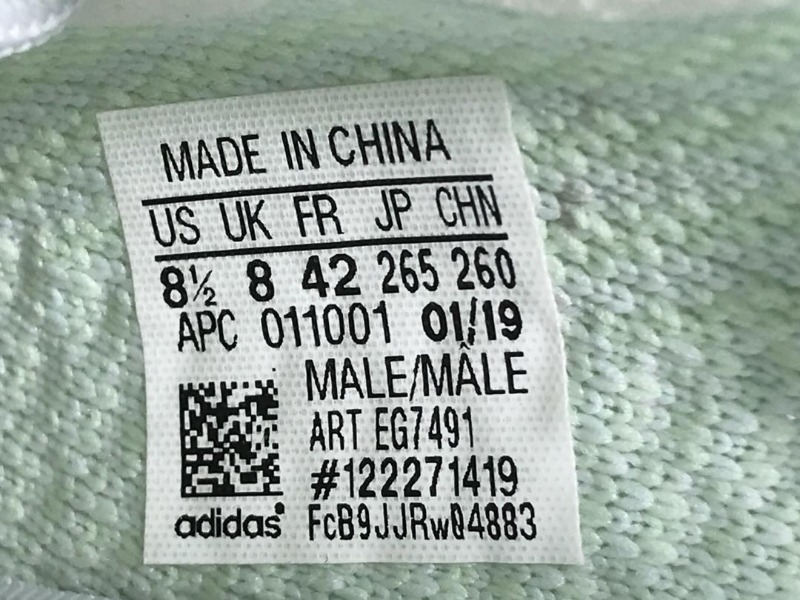 MADE IN CHINA
US UK FR JP CHN
8½ 8 42 265 260
APC 011001 01/19
MALE/MÂLE
ART EG7491
#122271419
adidas FcB9JJRw04883